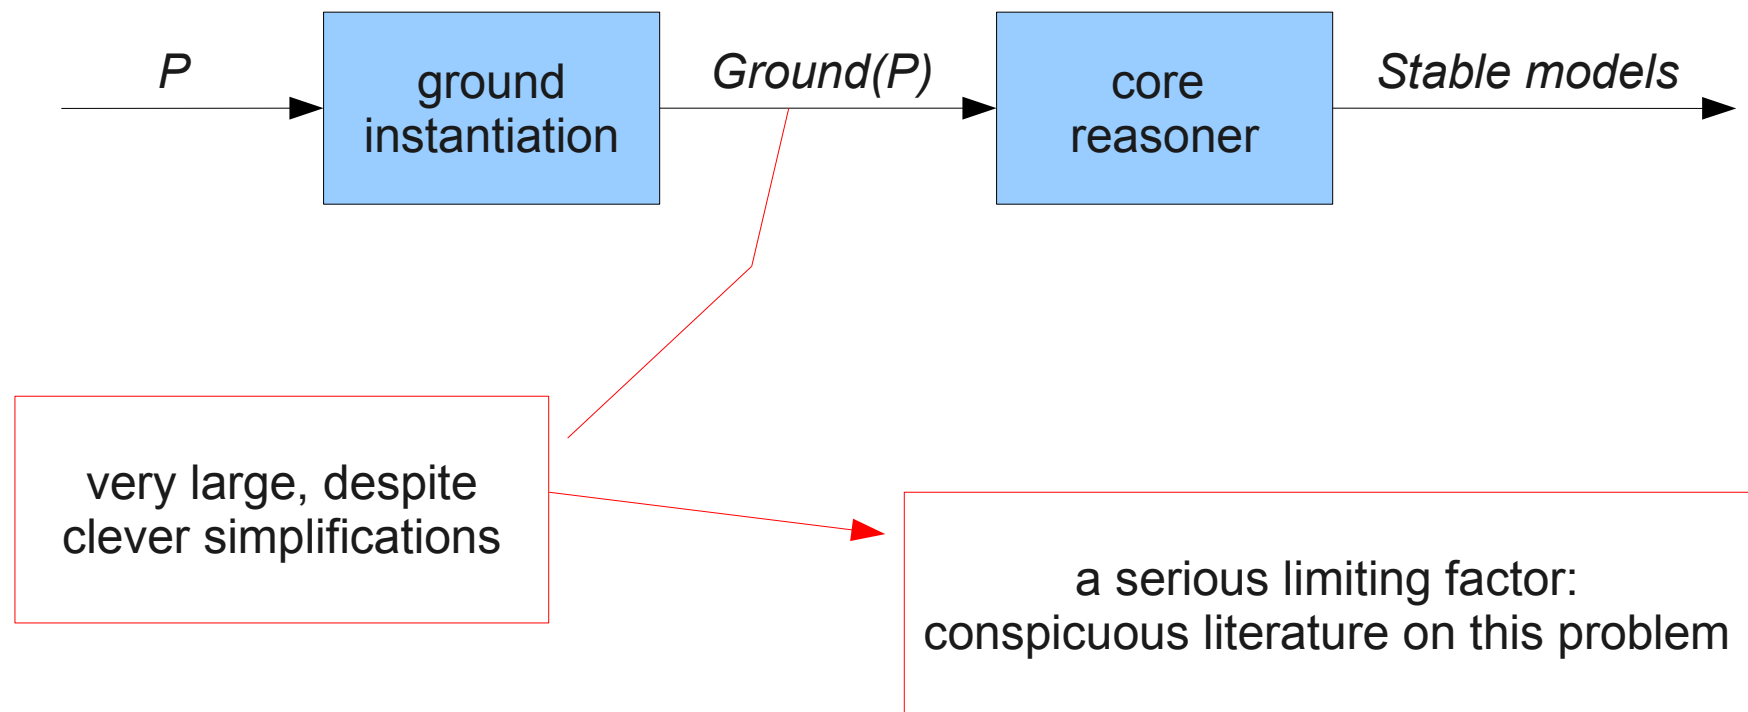 P
ground
instantiation
Ground(P)
core
reasoner
Stable models
very large, despite
clever simplifications
a serious limiting factor:
conspicuous literature on this problem